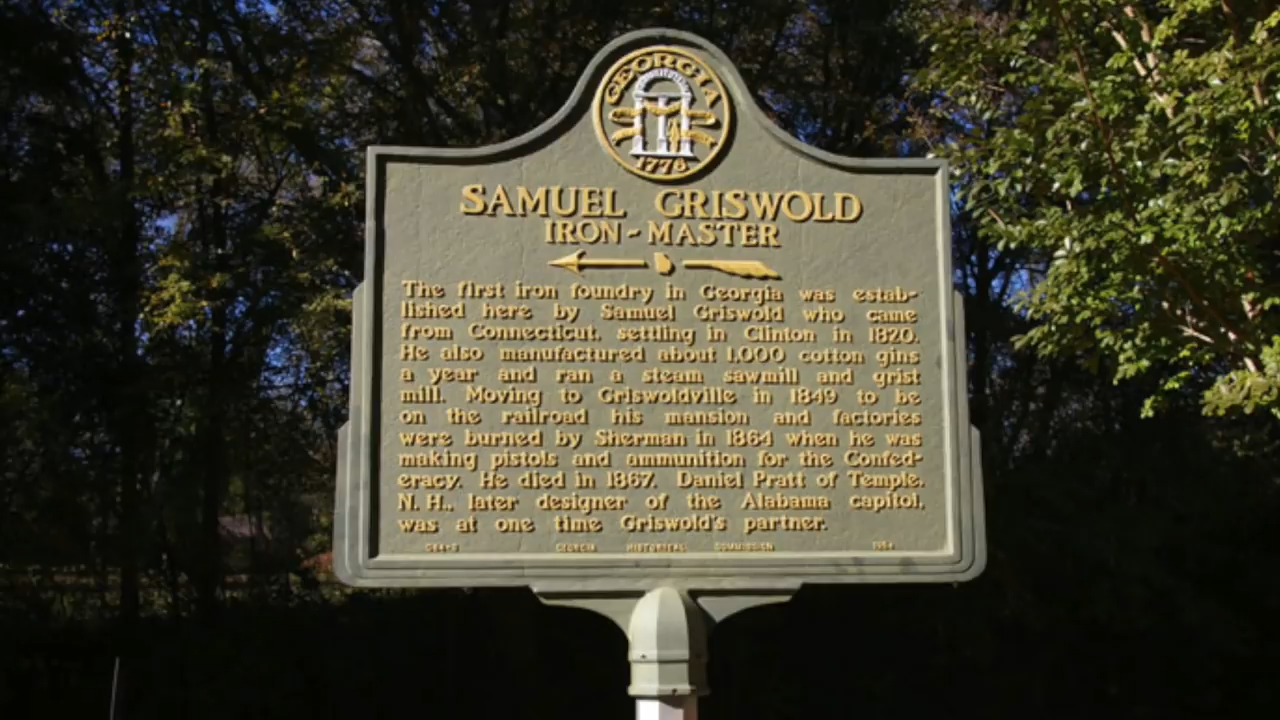 GEORGIA
1776
SAMUEL GRISWOLD
IRON-MASTER
The first iron foundry in Georgia was estab-
lished here by Samuel Griswold who came
from Connecticut, settling in Clinton in 1820.
He also manufactured about 1,000 cotton gins
a year and ran a steam sawmill and grist
mill. Moving to Griswoldville in 1849 to be
on the railroad his mansion and factories
were burned by Sherman in 1864 when he was
making pistols and ammunition for the Confed-
eracy. He died in 1867. Daniel Pratt of Temple,
N. H., later designer of the Alabama capitol,
was at one time Griswold's partner.
GEORGIA HISTORICAL COMMISSION 1954